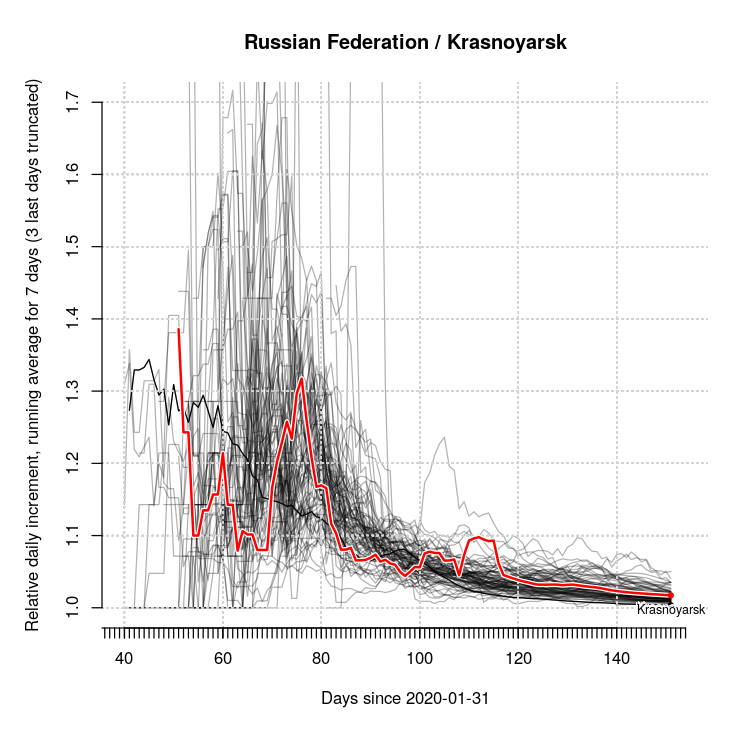 Russian Federation / Krasnoyarsk
Relative daily increment, running average for 7 days (3 last days truncated)
1.7
1.6
1.5
1.4
1.3
1.2
1.1
1.0
Krasnoyarsk
40 60 80 100 120 140
Days since 2020-01-31